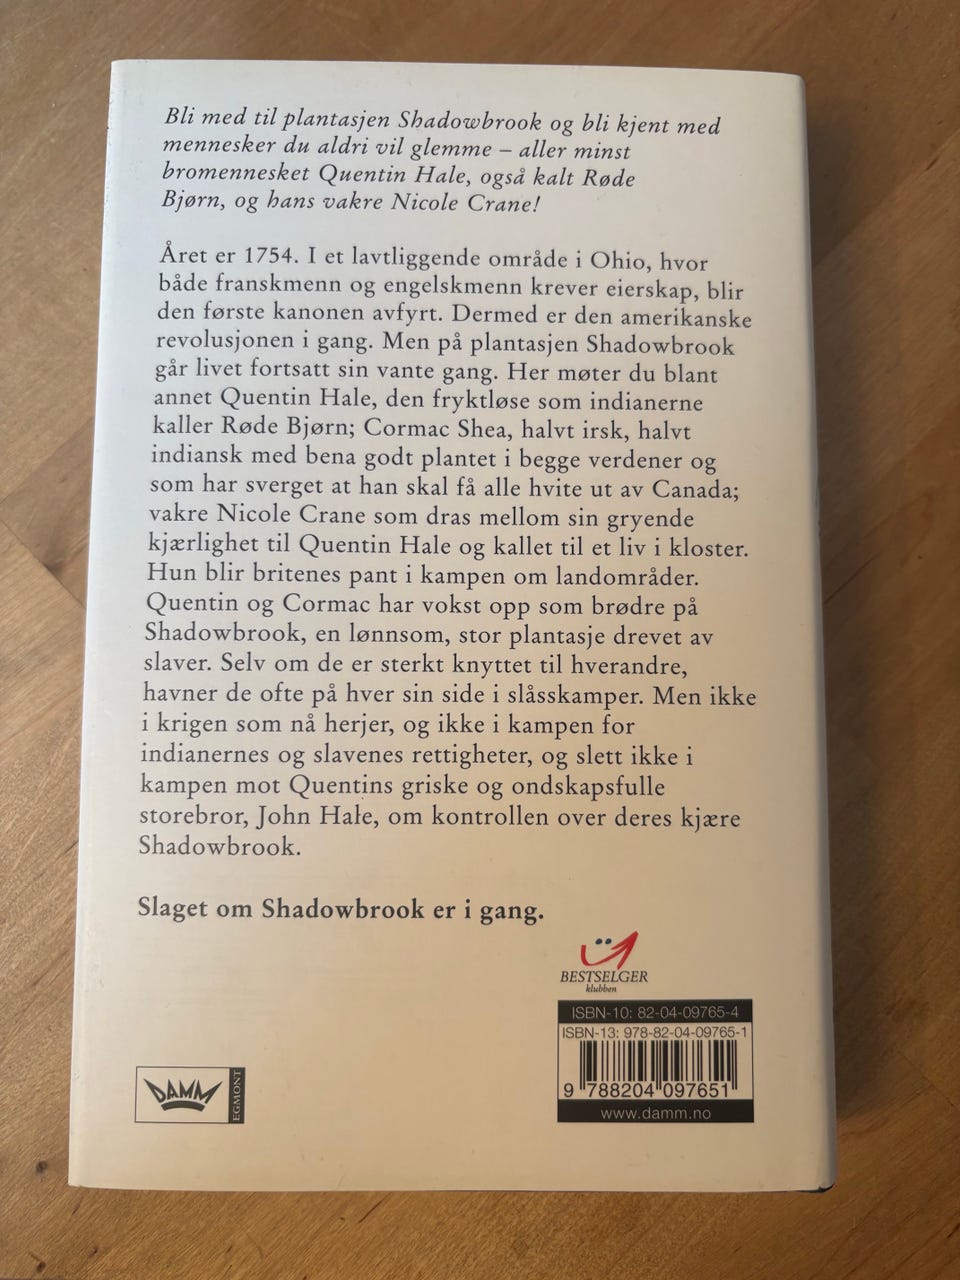 Bli med til plantasjen Shadowbrook og bli kjent med
mennesker du aldri vil glemme – aller minst
bromennesket Quentin Hale, også kalt Røde
Bjørn, og hans vakre Nicole Crane!
Året er 1754. I et lavtliggende område i Ohio, hvor
både franskmenn og engelskmenn krever eierskap, blir
den første kanonen avfyrt. Dermed er den amerikanske
revolusjonen i gang. Men på plantasjen Shadowbrook
går livet fortsatt sin vante gang. Her møter du blant
annet Quentin Hale, den fryktløse som indianerne
kaller Røde Bjørn; Cormac Shea, halvt irsk, halvt
indiansk med bena godt plantet i begge verdener og
som har sverget at han skal få alle hvite ut av Canada;
vakre Nicole Crane som dras mellom sin gryende
kjærlighet til Quentin Hale og kallet til et liv i kloster.
Hun blir britenes pant i kampen om landområder.
Quentin og Cormac har vokst opp som brødre på
Shadowbrook, en lønnsom, stor plantasje drevet av
slaver. Selv om de er sterkt knyttet til hverandre,
havner de ofte på hver sin side i slåsskamper. Men ikke
i krigen som nå herjer, og ikke i kampen for
indianernes og slavenes rettigheter, og slett ikke i
kampen mot Quentins griske og ondskapsfulle
storebror, John Hale, om kontrollen over deres kjære
Shadowbrook.
Slaget om Shadowbrook er i gang.
BESTSELGER
klubben
ISBN-10: 82-04-09765-4
ISBN-13: 978-82-04-09765-1
9 788204 097651
www.damm.no
DAMM
EGMONT